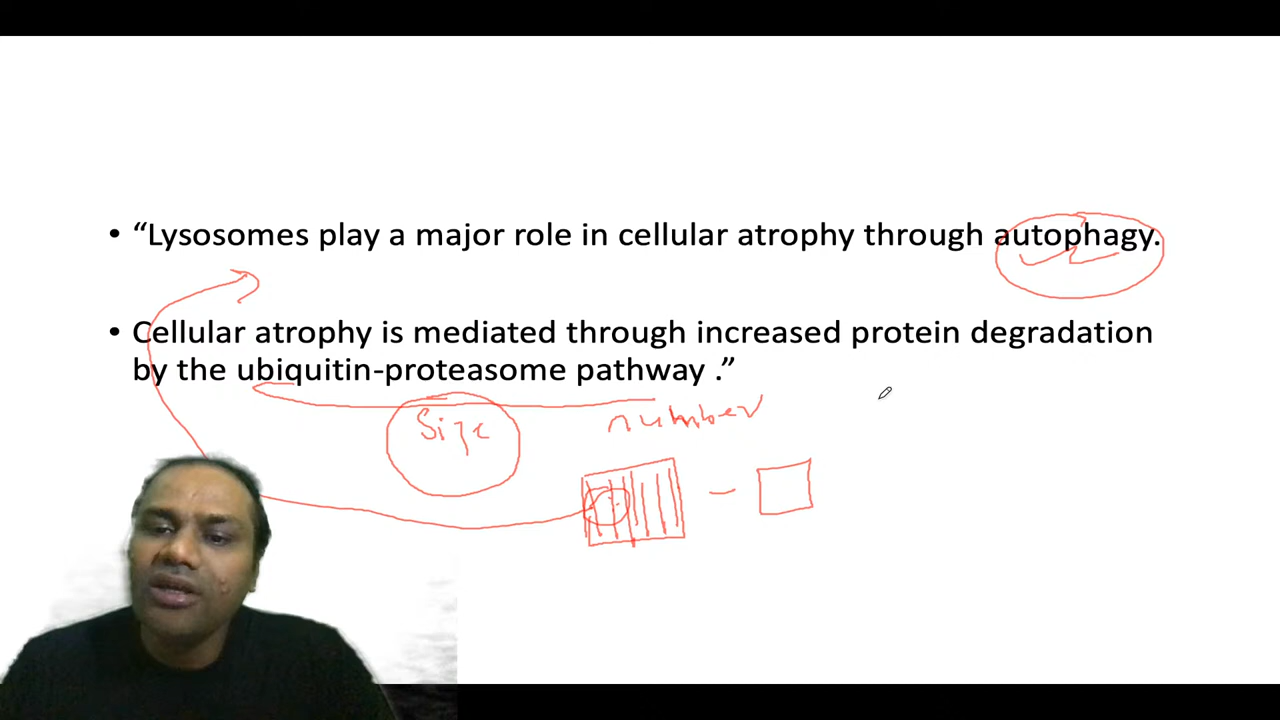 • “Lysosomes play a major role in cellular atrophy through autophagy.
• Cellular atrophy is mediated through increased protein degradation
by the ubiquitin-proteasome pathway .”
Size
number